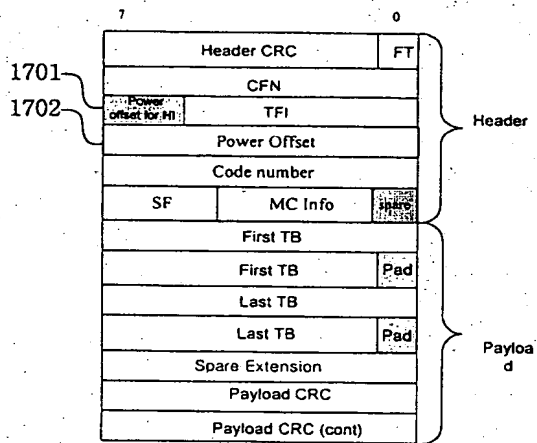 7 0
Header CRC FT
1701
CFN
Power
offset for HI TFI
1702
Power Offset
Header
Code number
SF MC Info spare
First TB
First TB Pad
Last TB
Last TB Pad
Payloa
d
Spare Extension
Payload CRC
Payload CRC (cont)